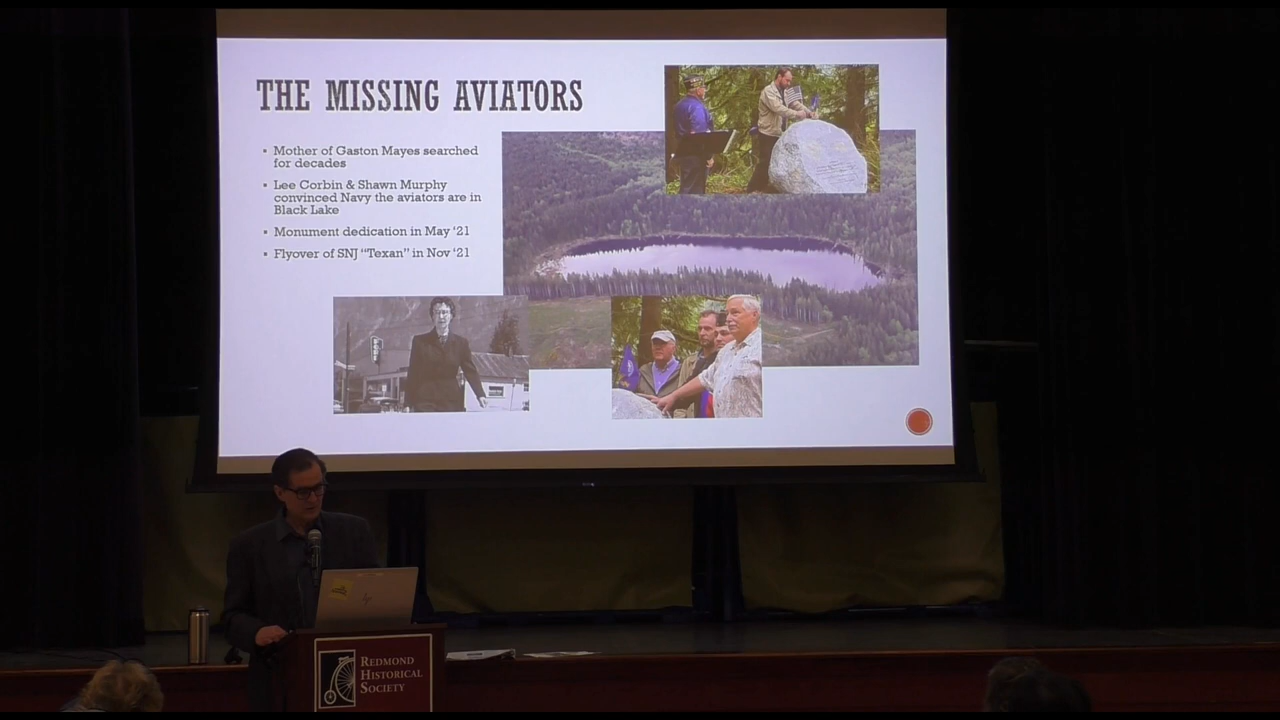 THE MISSING AVIATORS
Mother of Gaston Mayes searched
for decades
Lee Corbin & Shawn Murphy
convinced Navy the aviators are in
Black Lake
Monument dedication in May '21
Flyover of SNJ "Texan" in Nov '21
hp
REDMOND
HISTORICAL
SOCIETY